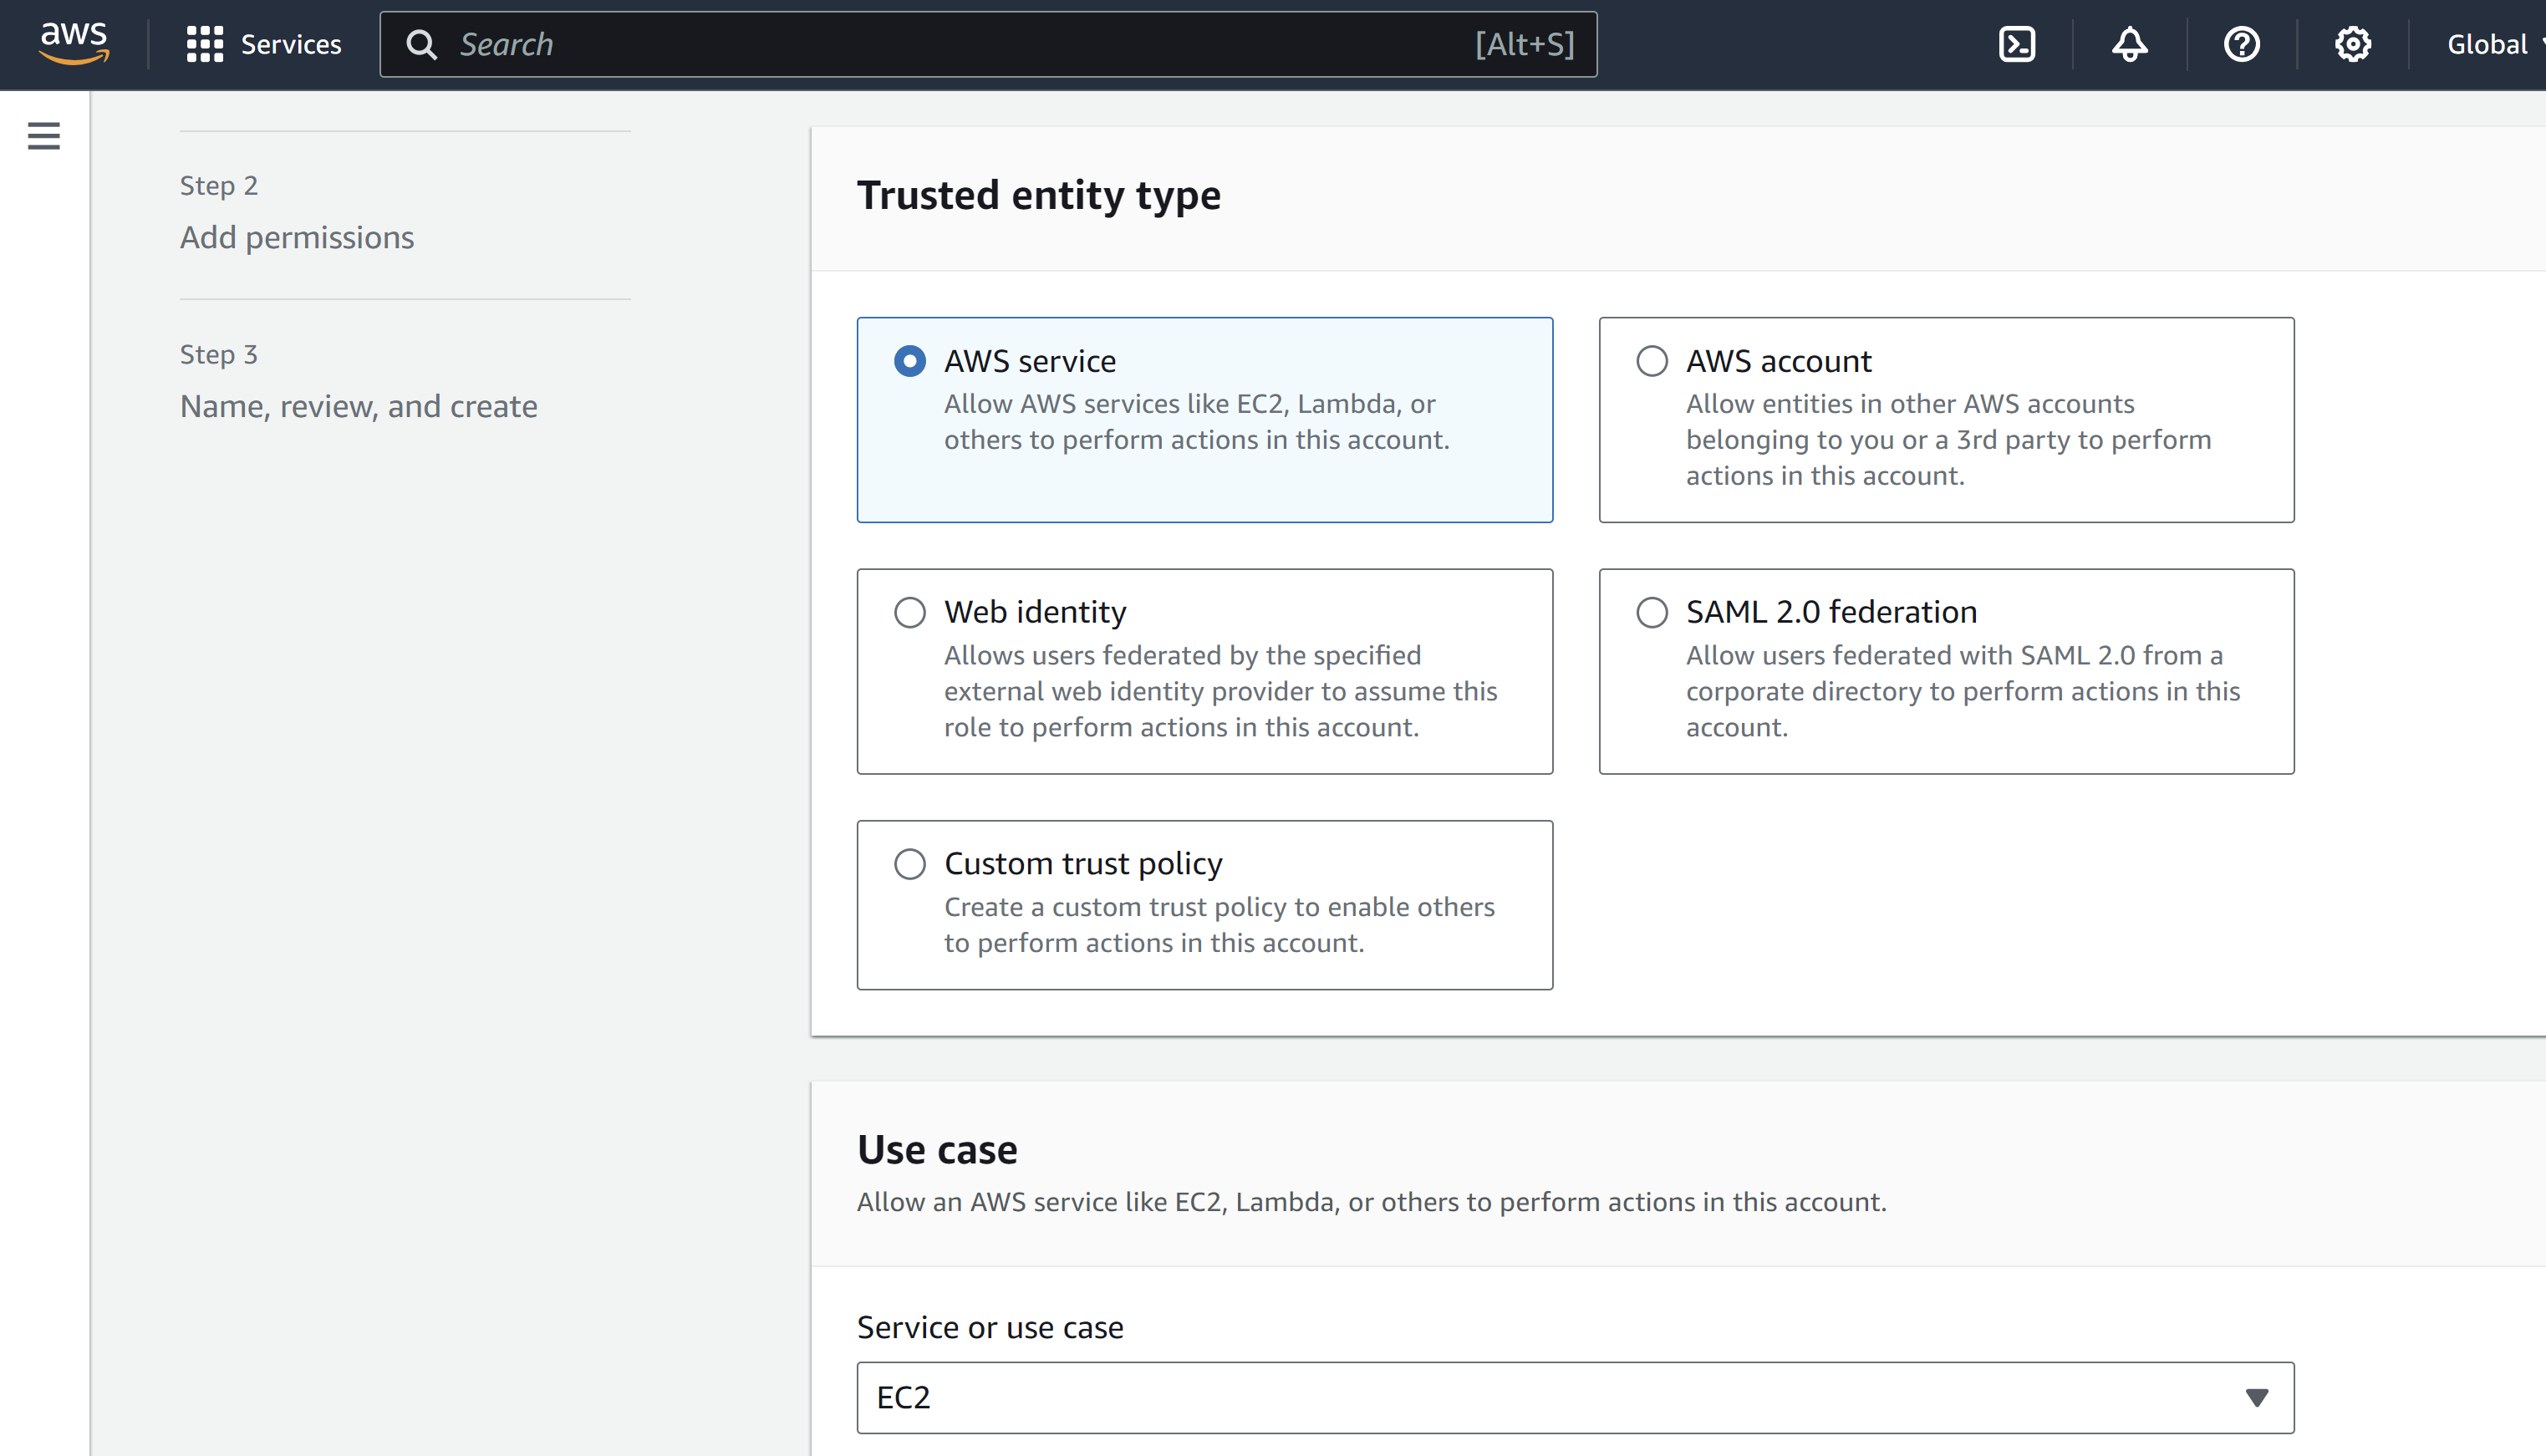 aws
Services
Search
[Alt+S]
Global
Step 2
Add permissions
Step 3
Name, review, and create
Trusted entity type
AWS service
Allow AWS services like EC2, Lambda, or
others to perform actions in this account.
AWS account
Allow entities in other AWS accounts
belonging to you or a 3rd party to perform
actions in this account.
Web identity
Allows users federated by the specified
external web identity provider to assume this
role to perform actions in this account.
SAML 2.0 federation
Allow users federated with SAML 2.0 from a
corporate directory to perform actions in this
account.
Custom trust policy
Create a custom trust policy to enable others
to perform actions in this account.
Use case
Allow an AWS service like EC2, Lambda, or others to perform actions in this account.
Service or use case
EC2